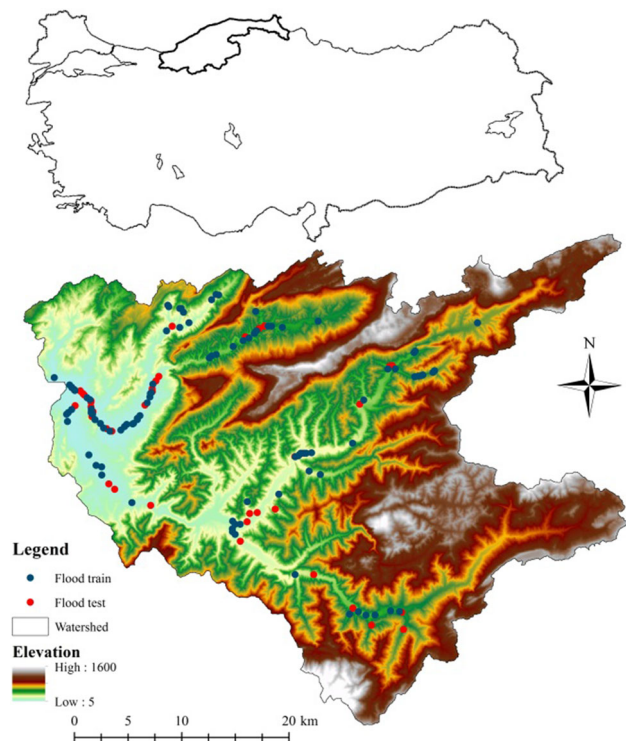 N
Legend
Flood train
Flood test
Watershed
Elevation
High : 1600
Low : 5
0 5 10 20 km